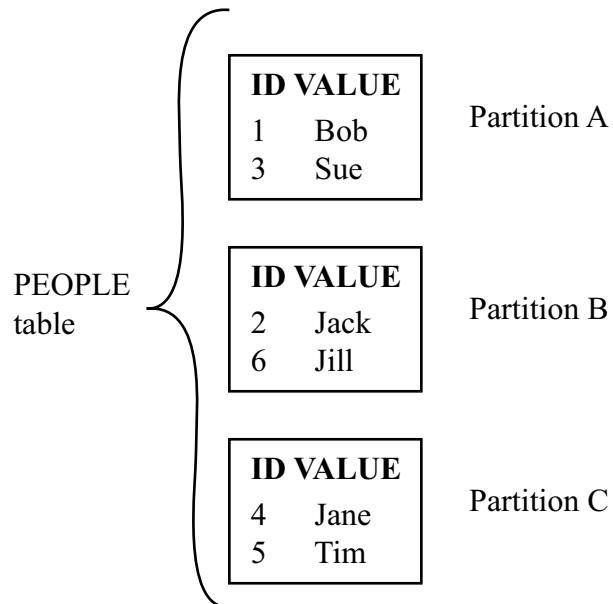 ID VALUE
1 Bob
3 Sue
Partition A
PEOPLE
table
ID VALUE
2 Jack
6 Jill
Partition B
ID VALUE
4 Jane
5 Tim
Partition C